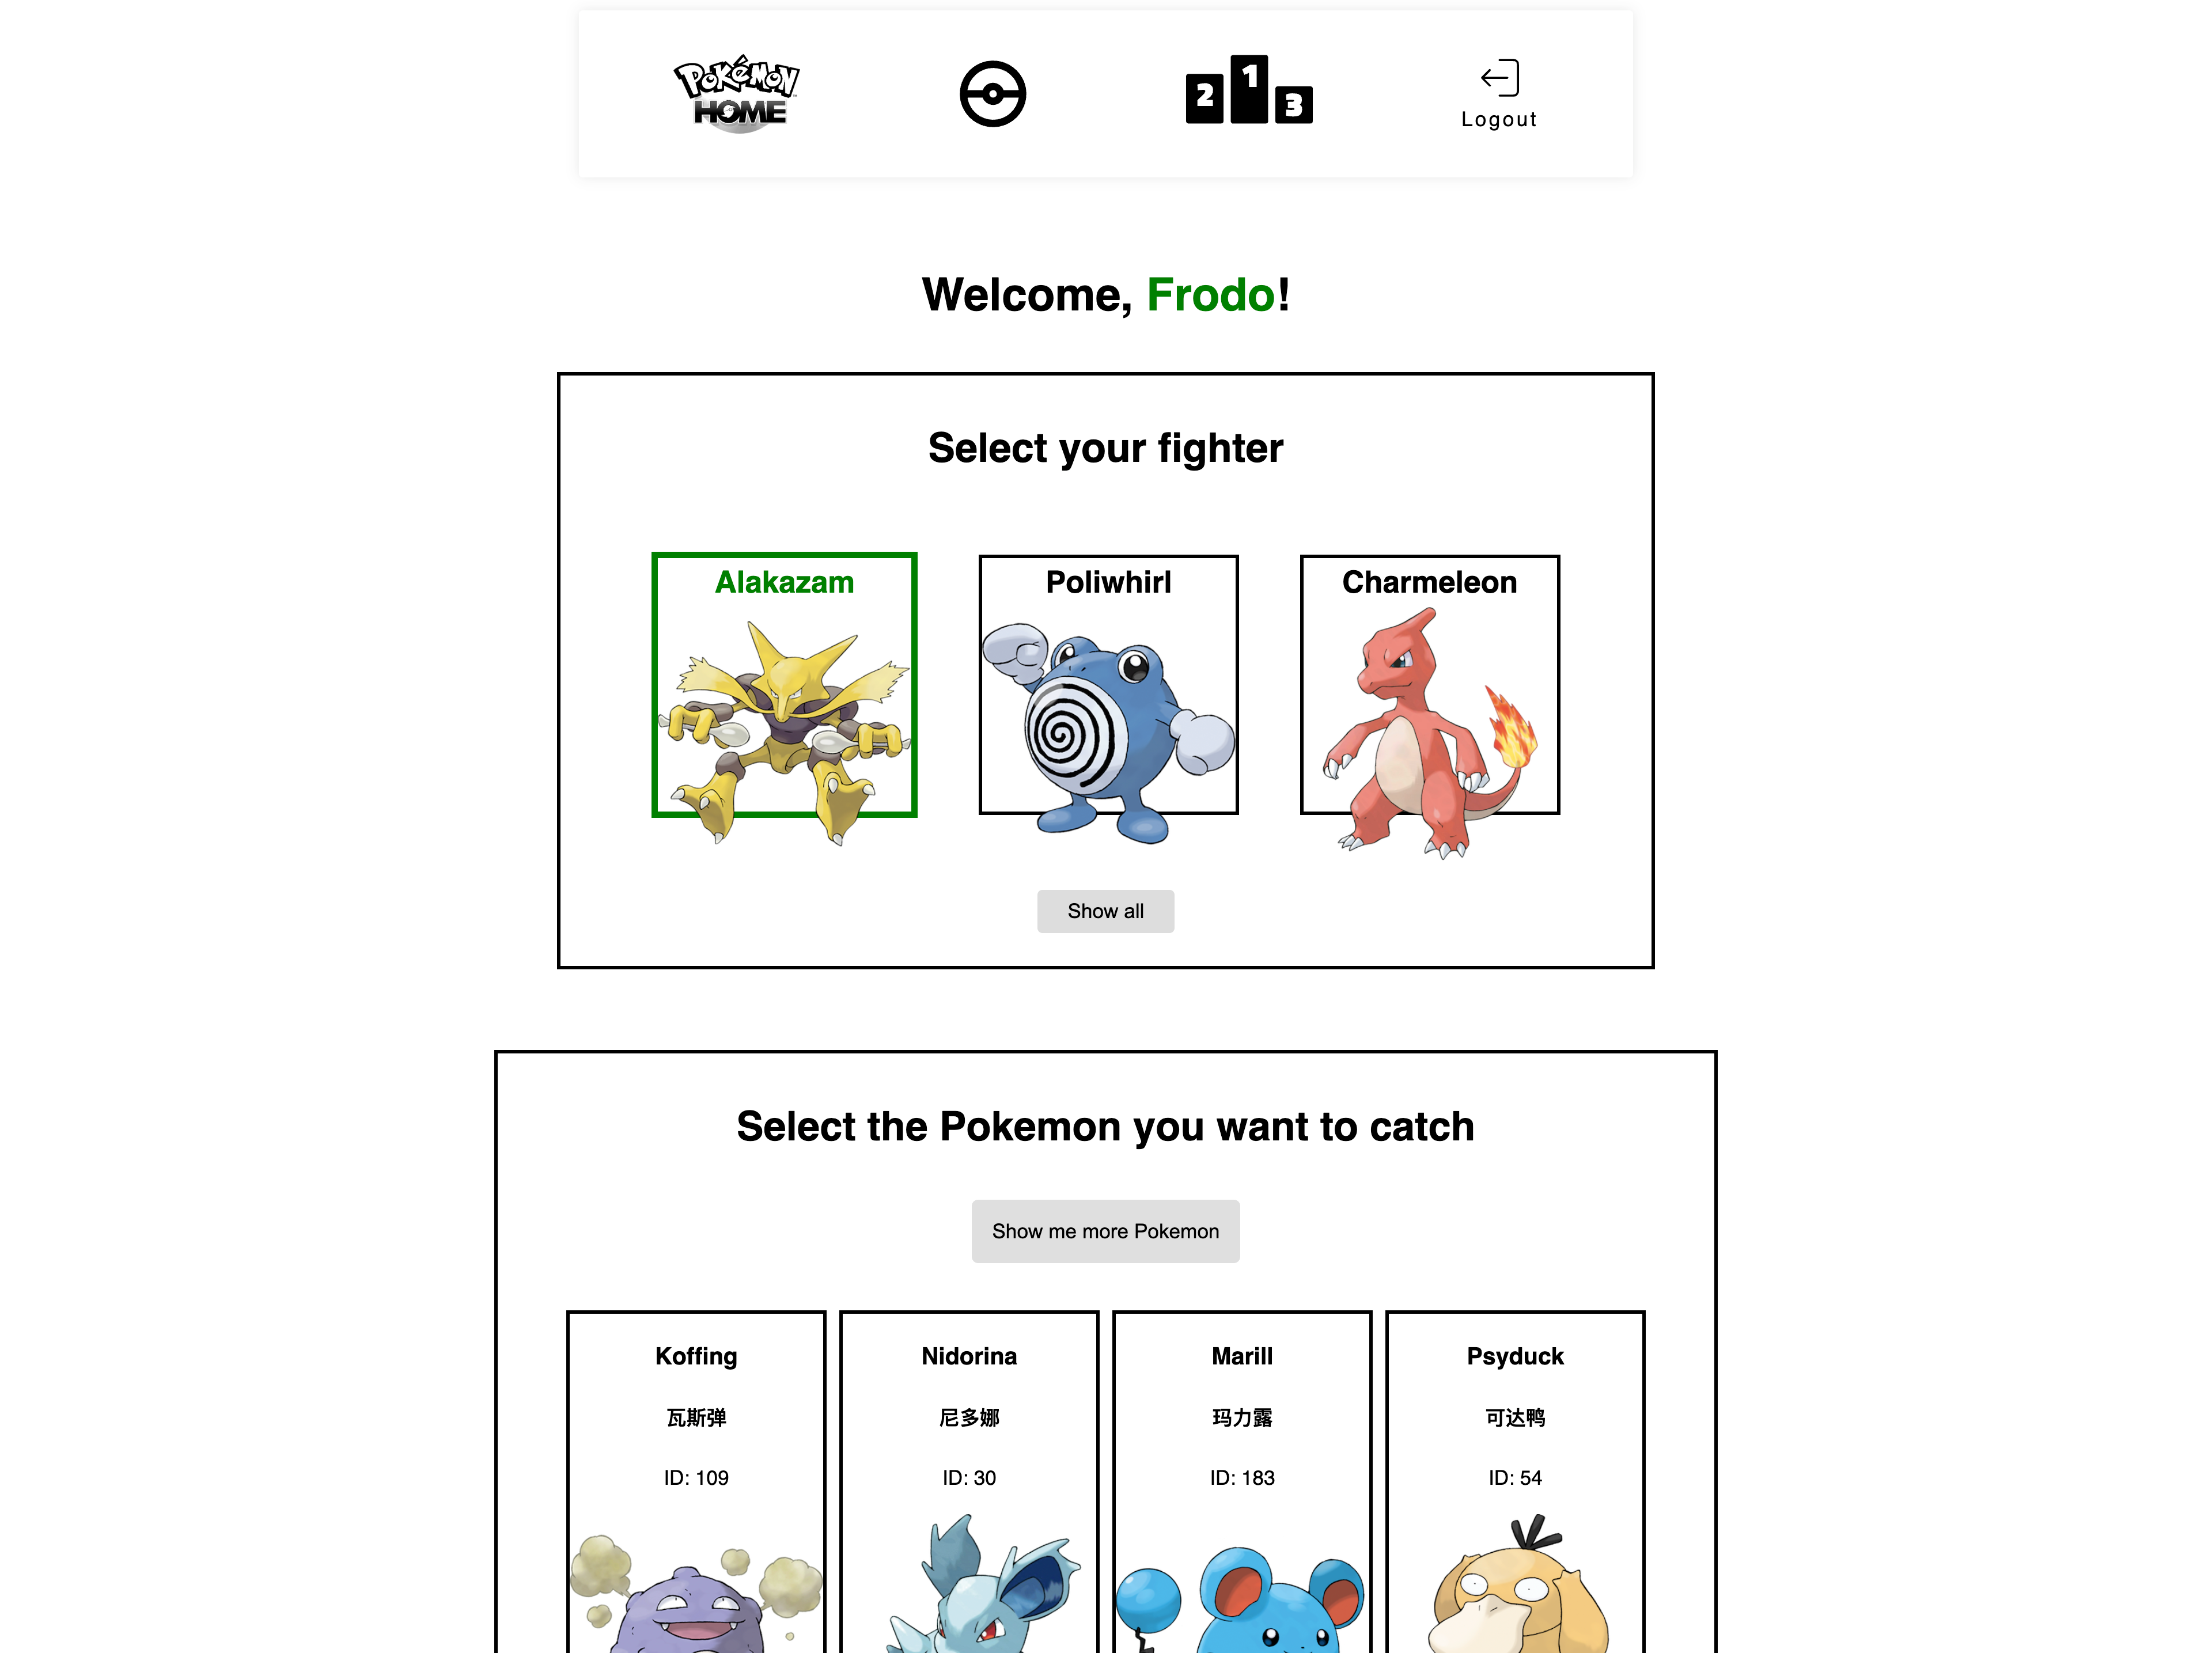 Pokémon
HOME
2 1 3
Logout
Welcome, Frodo!
Select your fighter
Alakazam
Poliwhirl
Charmeleon
Show all
Select the Pokemon you want to catch
Show me more Pokemon
Koffing
瓦斯弹
ID: 109
Nidorina
尼多娜
ID: 30
Marill
玛力露
ID: 183
Psyduck
可达鸭
ID: 54